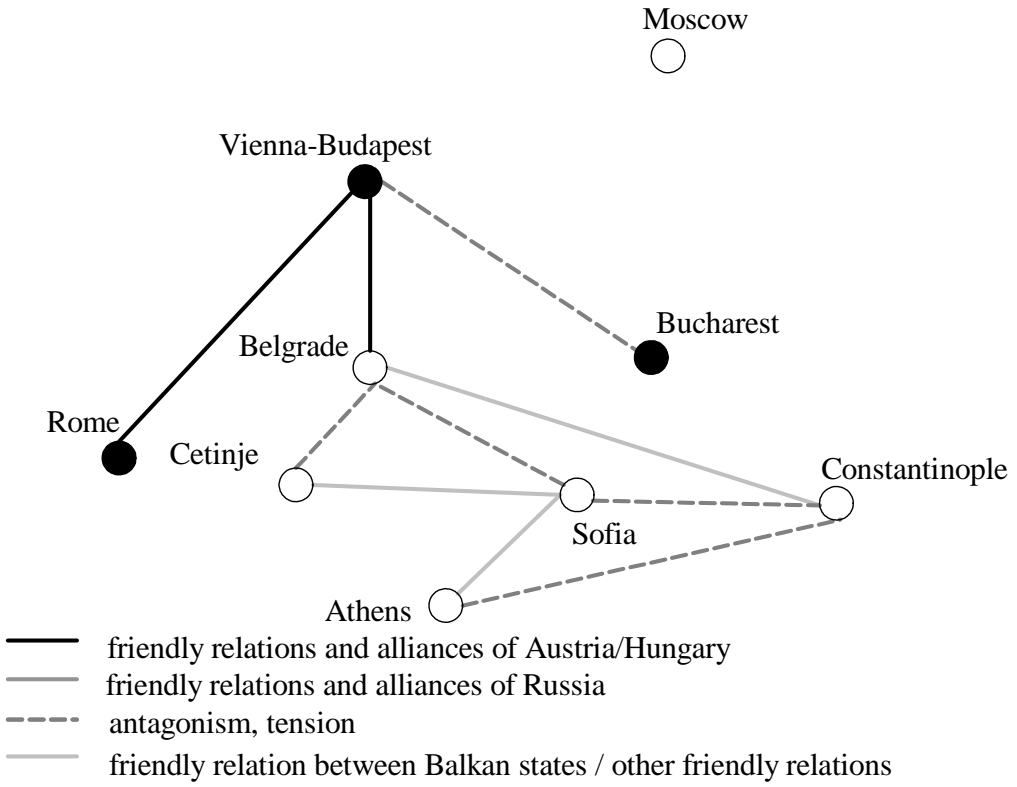 Moscow
Vienna-Budapest
Bucharest
Belgrade
Rome
Cetinje
Constantinople
Sofia
Athens
friendly relations and alliances of Austria/Hungary
friendly relations and alliances of Russia
antagonism, tension
friendly relation between Balkan states / other friendly relations